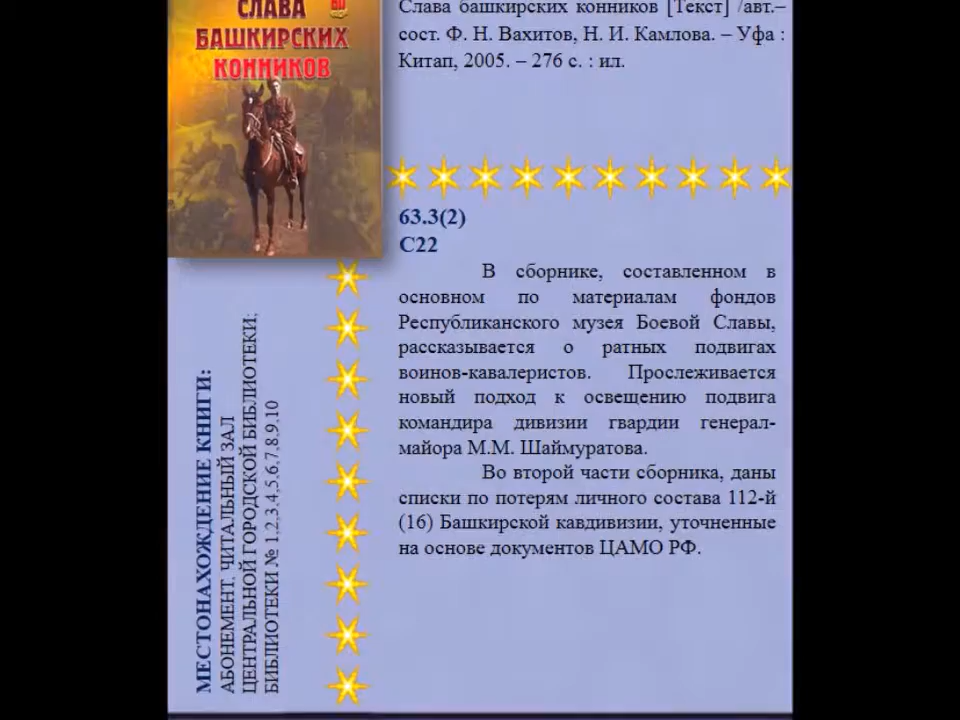 СЛАВА
БАШКИРСКИХ
КОННИКОВ
Слава башкирских конников [Текст] /авт.–
сост. Ф. Н. Вахитов, Н. И. Камлова. – Уфа :
Китап, 2005. – 276 с. : ил.
63.3(2)
С22
В сборнике, составленном в
основном по материалам фондов
Республиканского музея Боевой Славы,
рассказывается о ратных подвигах
воинов-кавалеристов. Прослеживается
новый подход к освещению подвига
командира дивизии гвардии генерал-
майора М.М. Шаймуратова.
Во второй части сборника, даны
списки по потерям личного состава 112-й
(16) Башкирской кавдивизии, уточненные
на основе документов ЦАМО РФ.
МЕСТОНАХОЖДЕНИЕ КНИГИ:
АБОНЕМЕНТ, ЧИТАЛЬНЫЙ ЗАЛ
ЦЕНТРАЛЬНОЙ ГОРОДСКОЙ БИБЛИОТЕКИ;
БИБЛИОТЕКИ № 1,2,3,4,5,6,7,8,9,10